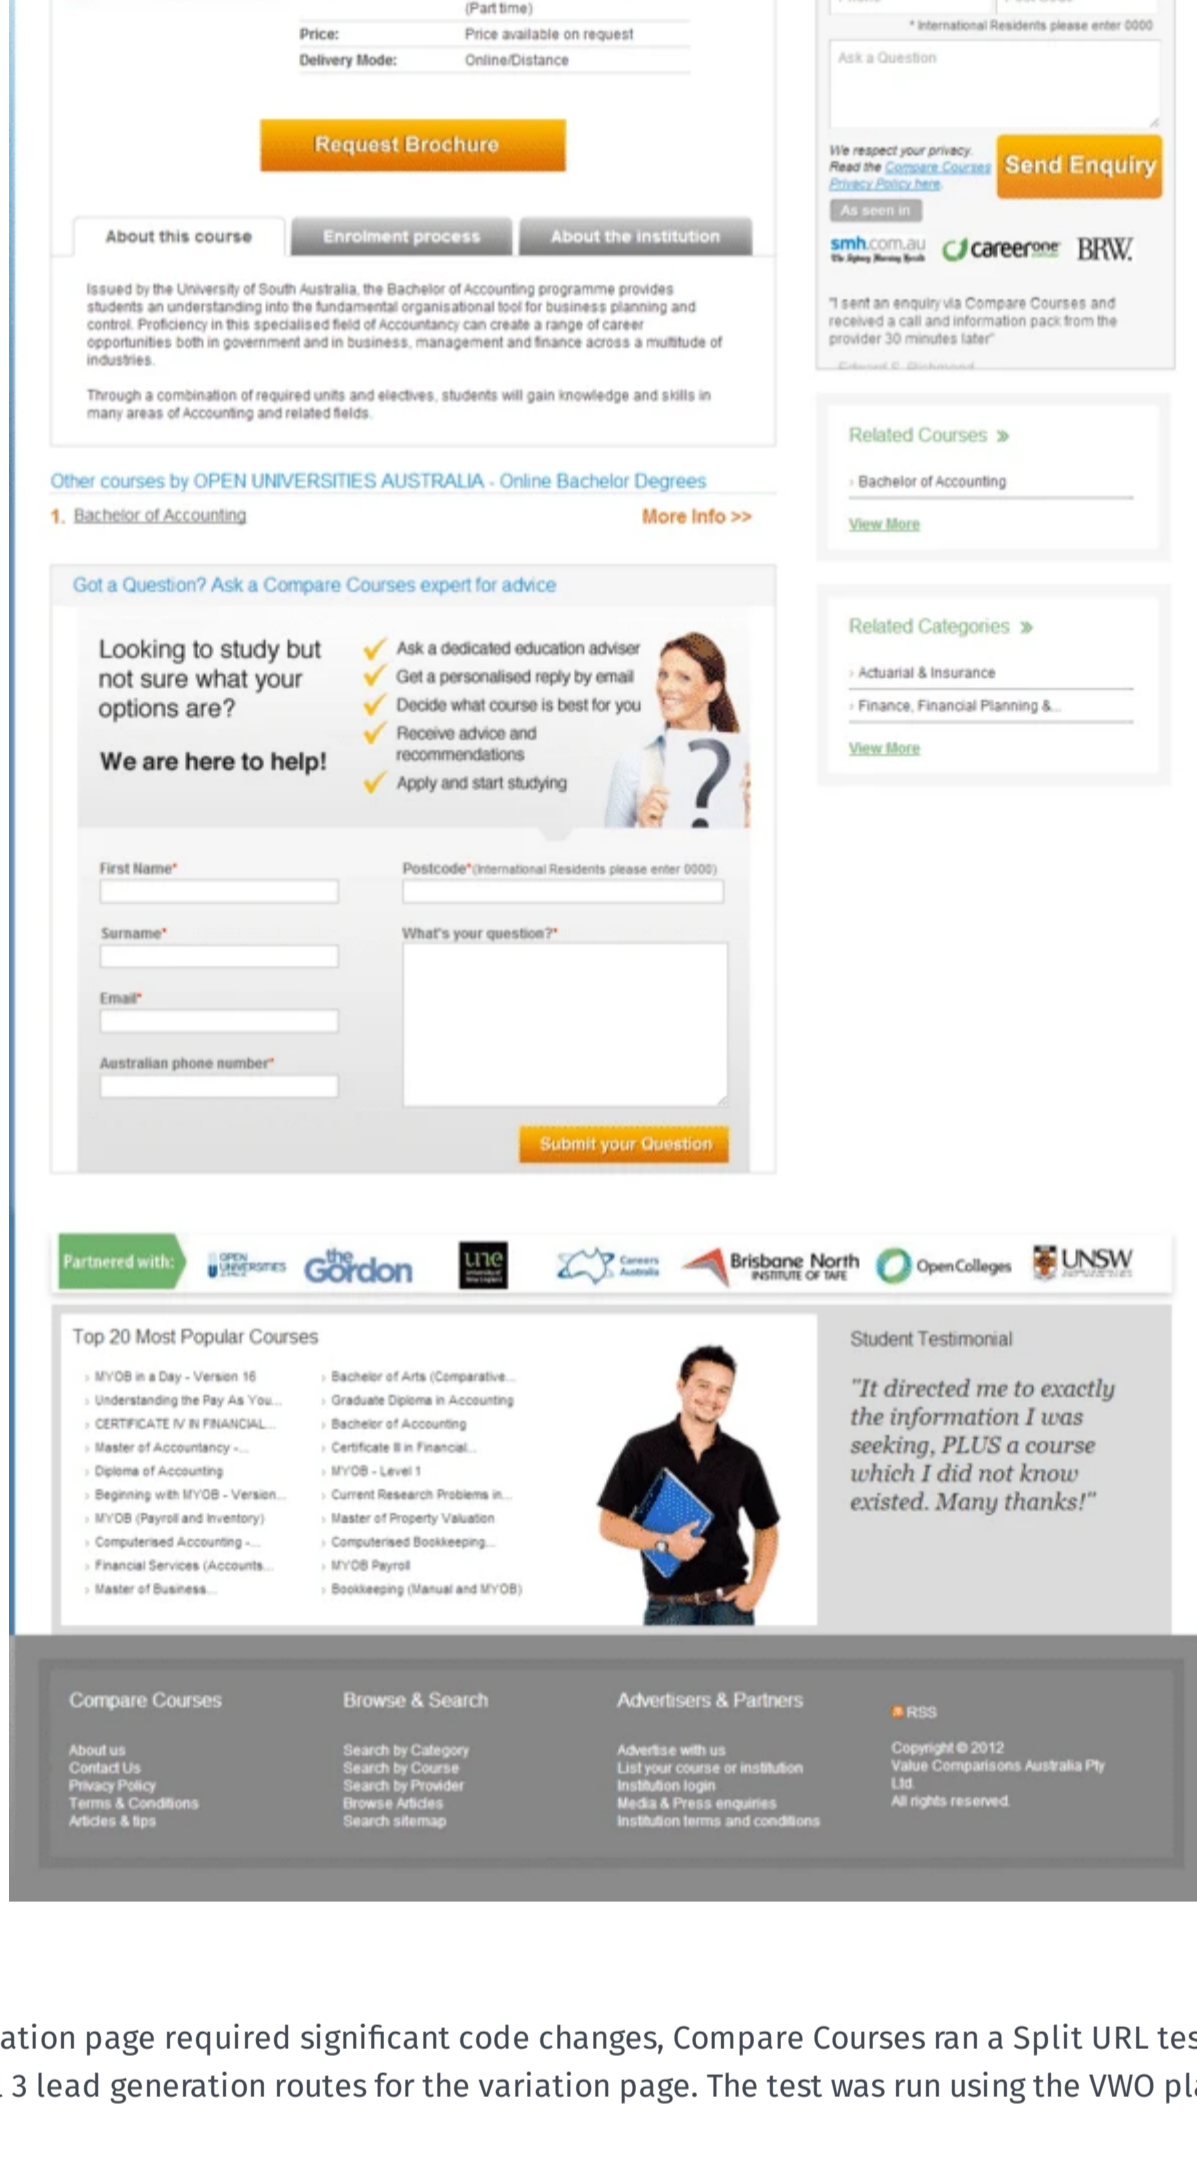 (Part time)
Price: Price available on request
Delivery Mode: Online/Distance
Request Brochure
About this course Enrolment process About the institution
Issued by the University of South Australia, the Bachelor of Accounting programme provides
students an understanding into the fundamental organisational tool for business planning and
control. Proficiency in this specialised field of Accountancy can create a range of career
opportunities both in government and in business, management and finance across a multitude of
industries.
Through a combination of required units and electives, students will gain knowledge and skills in
many areas of Accounting and related fields.
Other courses by OPEN UNIVERSITIES AUSTRALIA - Online Bachelor Degrees
1. Bachelor of Accounting More Info >>
* International Residents please enter 0000
Ask a Question
We respect your privacy.
Read the Compare Courses
Privacy Policy here.
Send Enquiry
As seen in
smh.com.au
The Sydney Morning Herald
careerone
BRW.
"I sent an enquiry via Compare Courses and
received a call and information pack from the
provider 30 minutes later"
Edward S, Richmond
Related Courses »
› Bachelor of Accounting
View More
Related Categories »
› Actuarial & Insurance
› Finance, Financial Planning &...
View More
Got a Question? Ask a Compare Courses expert for advice
Looking to study but
not sure what your
options are?
We are here to help!
Ask a dedicated education adviser
Get a personalised reply by email
Decide what course is best for you
Receive advice and
recommendations
Apply and start studying
?
First Name*
Surname*
Email*
Australian phone number*
Postcode*(International Residents please enter 0000)
What's your question?*
Submit your Question
Partnered with:
OPEN
UNIVERSITIES
the
Gordon
une
Careers
Australia
Brisbane North
INSTITUTE OF TAFE
OpenColleges
UNSW
Top 20 Most Popular Courses
› MYOB in a Day - Version 16
› Understanding the Pay As You...
› CERTIFICATE IV IN FINANCIAL...
› Master of Accountancy -...
› Diploma of Accounting
› Beginning with MYOB - Version...
› MYOB (Payroll and Inventory)
› Computerised Accounting -...
› Financial Services (Accounts...
› Master of Business...
› Bachelor of Arts (Comparative...
› Graduate Diploma in Accounting
› Bachelor of Accounting
› Certificate III in Financial...
› MYOB - Level 1
› Current Research Problems in...
› Master of Property Valuation
› Computerised Bookkeeping...
› MYOB Payroll
› Bookkeeping (Manual and MYOB)
Student Testimonial
"It directed me to exactly
the information I was
seeking, PLUS a course
which I did not know
existed. Many thanks!"
Compare Courses
About us
Contact Us
Privacy Policy
Terms & Conditions
Articles & tips
Browse & Search
Search by Category
Search by Course
Search by Provider
Browse Articles
Search sitemap
Advertisers & Partners
Advertise with us
List your course or institution
Institution login
Media & Press enquiries
Institution terms and conditions
RSS
Copyright © 2012
Value Comparisons Australia Pty
Ltd.
All rights reserved.
ation page required significant code changes, Compare Courses ran a Split URL tes
3 lead generation routes for the variation page. The test was run using the VWO pla